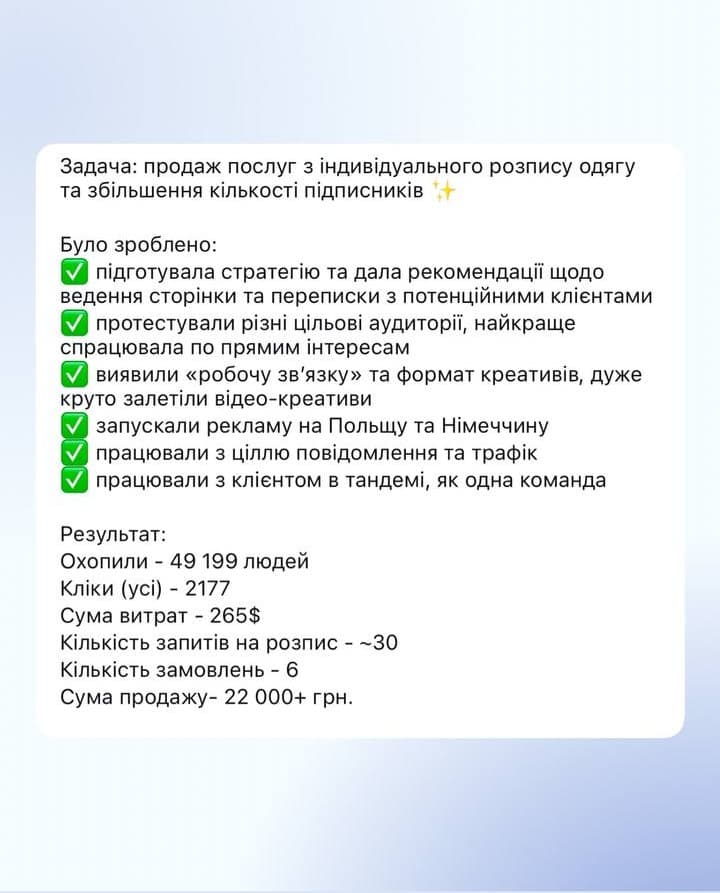 Задача: продаж послуг з індивідуального розпису одягу
та збільшення кількості підписників ✨
Було зроблено:
✅ підготувала стратегію та дала рекомендації щодо
ведення сторінки та переписки з потенційними клієнтами
✅ протестували різні цільові аудиторії, найкраще
спрацювала по прямим інтересам
✅ виявили «робочу зв’язку» та формат креативів, дуже
круто залетіли відео-креативи
✅ запускали рекламу на Польщу та Німеччину
✅ працювали з ціллю повідомлення та трафік
✅ працювали з клієнтом в тандемі, як одна команда
Результат:
Охопили - 49 199 людей
Кліки (усі) - 2177
Сума витрат - 265$
Кількість запитів на розпис - ~30
Кількість замовлень - 6
Сума продажу- 22 000+ грн.